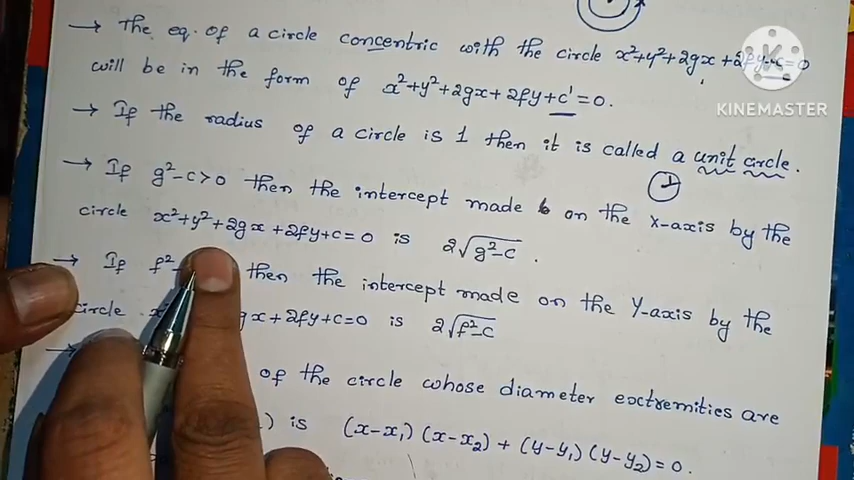 → The eq. of a circle concentric with the circle x²+y²+2gx+2fy+c=0
will be in the form of x²+y²+2gx+2fy+c'=0.
→ If the radius of a circle is 1 then it is called a unit circle.
→ If g²-c>0 then the intercept made on the X-axis by the
circle x²+y²+2gx+2fy+c=0 is 2√g²-c .
→ If f²- then the intercept made on the Y-axis by the
circle x gx+2fy+c=0 is 2√f²-c
→ of the circle whose diameter extremities are
) is (x-x₁)(x-x₂)+(y-y₁)(y-y₂)=0.
KINEMASTER